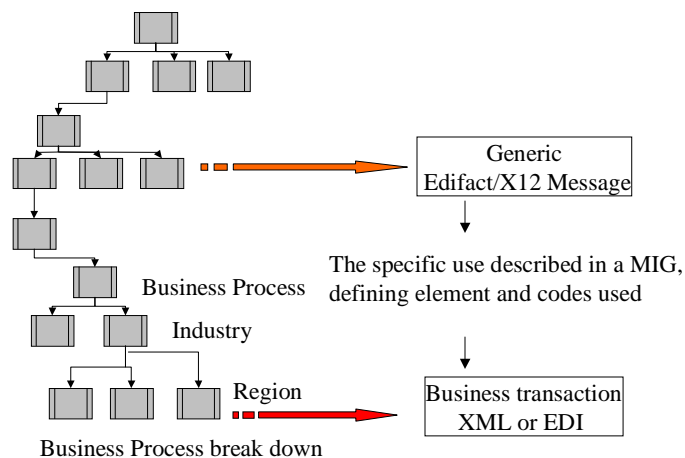 Generic
Edifact/X12 Message
The specific use described in a MIG,
defining element and codes used
Business Process
Industry
Region
Business transaction
XML or EDI
Business Process break down